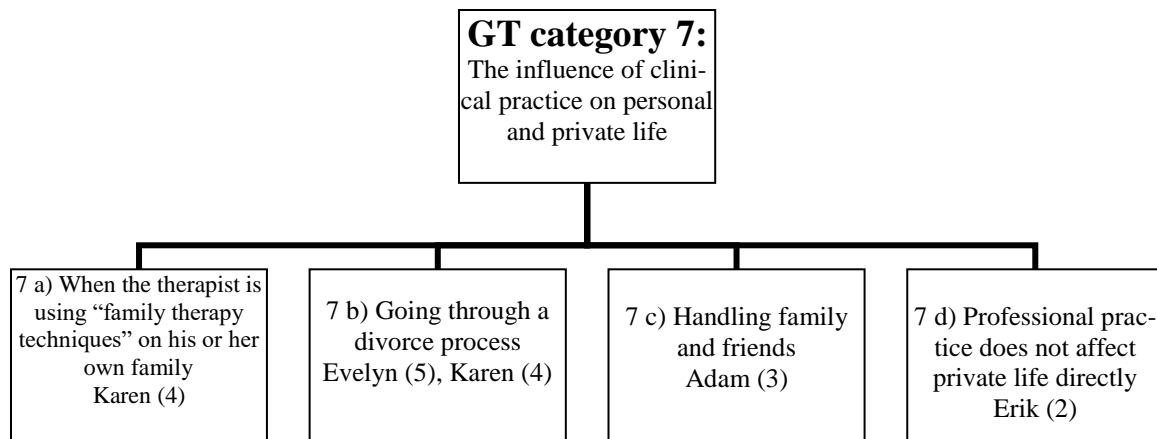 GT category 7:
The influence of clini-
cal practice on personal
and private life
7 a) When the therapist is
using “family therapy
techniques” on his or her
own family
Karen (4)
7 b) Going through a
divorce process
Evelyn (5), Karen (4)
7 c) Handling family
and friends
Adam (3)
7 d) Professional prac-
tice does not affect
private life directly
Erik (2)